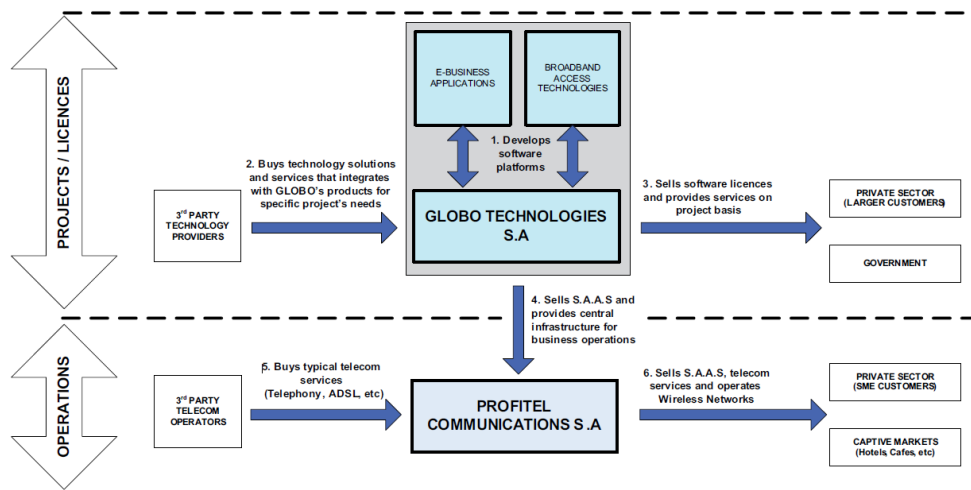 PROJECTS / LICENCES
E-BUSINESS
APPLICATIONS
BROADBAND
ACCESS
TECHNOLOGIES
1. Develops
software
platforms
2. Buys technology solutions
and services that integrates
with GLOBO's products for
specific project's needs
3rd PARTY
TECHNOLOGY
PROVIDERS
GLOBO TECHNOLOGIES
S.A
3. Sells software licences
and provides services on
project basis
PRIVATE SECTOR
(LARGER CUSTOMERS)
GOVERNMENT
4. Sells S.A.A.S and
provides central
infrastructure for
business operations
OPERATIONS
5. Buys typical telecom
services
(Telephony, ADSL, etc)
3rd PARTY
TELECOM
OPERATORS
PROFITEL
COMMUNICATIONS S.A
6. Sells S.A.A.S, telecom
services and operates
Wireless Networks
PRIVATE SECTOR
(SME CUSTOMERS)
CAPTIVE MARKETS
(Hotels, Cafes, etc)